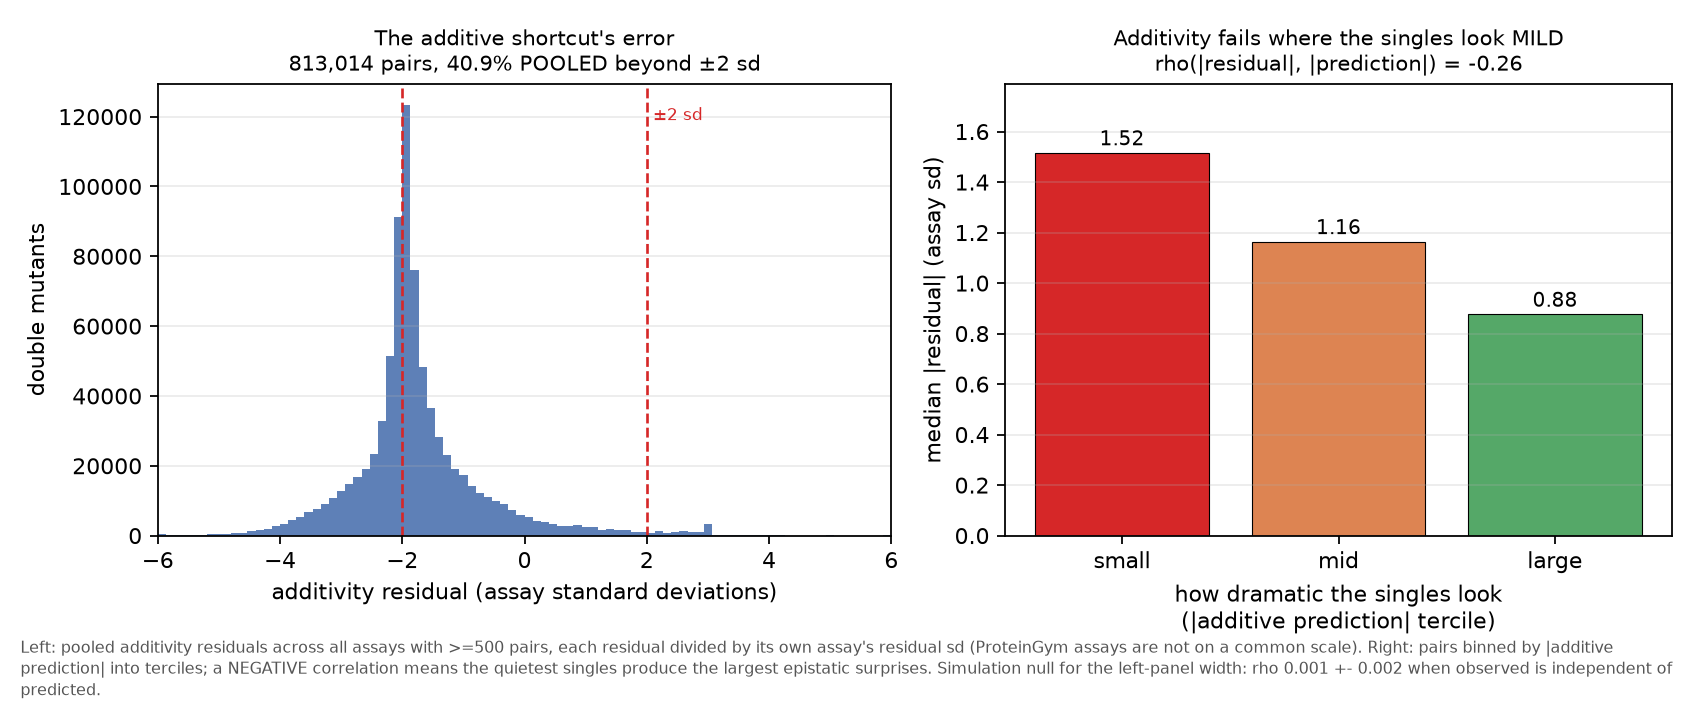 The additive shortcut's error
813,014 pairs, 40.9% POOLED beyond ±2 sd
120000
100000
80000
60000
40000
20000
0
double mutants
±2 sd
−6
−4
−2
0
2
4
6
additivity residual (assay standard deviations)
Additivity fails where the singles look MILD
rho(|residual|, |prediction|) = -0.26
1.6
1.4
1.2
1.0
0.8
0.6
0.4
0.2
0.0
median |residual| (assay sd)
1.52
1.16
0.88
small
mid
large
how dramatic the singles look
(|additive prediction| tercile)
Left: pooled additivity residuals across all assays with >=500 pairs, each residual divided by its own assay's residual sd (ProteinGym assays are not on a common scale). Right: pairs binned by |additive
prediction| into terciles; a NEGATIVE correlation means the quietest singles produce the largest epistatic surprises. Simulation null for the left-panel width: rho 0.001 +- 0.002 when observed is independent of
predicted.